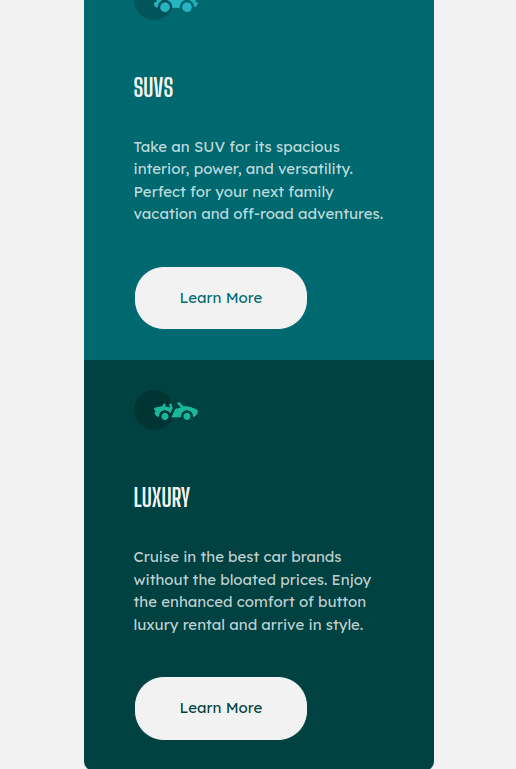 SUVS
Take an SUV for its spacious
interior, power, and versatility.
Perfect for your next family
vacation and off-road adventures.
Learn More
LUXURY
Cruise in the best car brands
without the bloated prices. Enjoy
the enhanced comfort of button
luxury rental and arrive in style.
Learn More